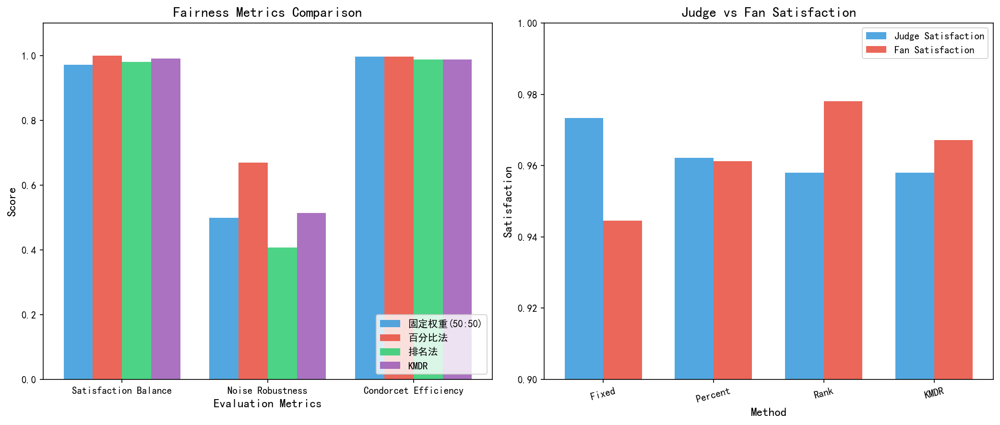 Fairness Metrics Comparison
Score
1.0
0.8
0.6
0.4
0.2
0.0
固定权重(50:50)
百分比法
排名法
KMDR
Satisfaction Balance
Noise Robustness
Condorcet Efficiency
Evaluation Metrics
Judge vs Fan Satisfaction
Satisfaction
1.00
0.98
0.96
0.94
0.92
0.90
Judge Satisfaction
Fan Satisfaction
Fixed
Percent
Rank
KMDR
Method